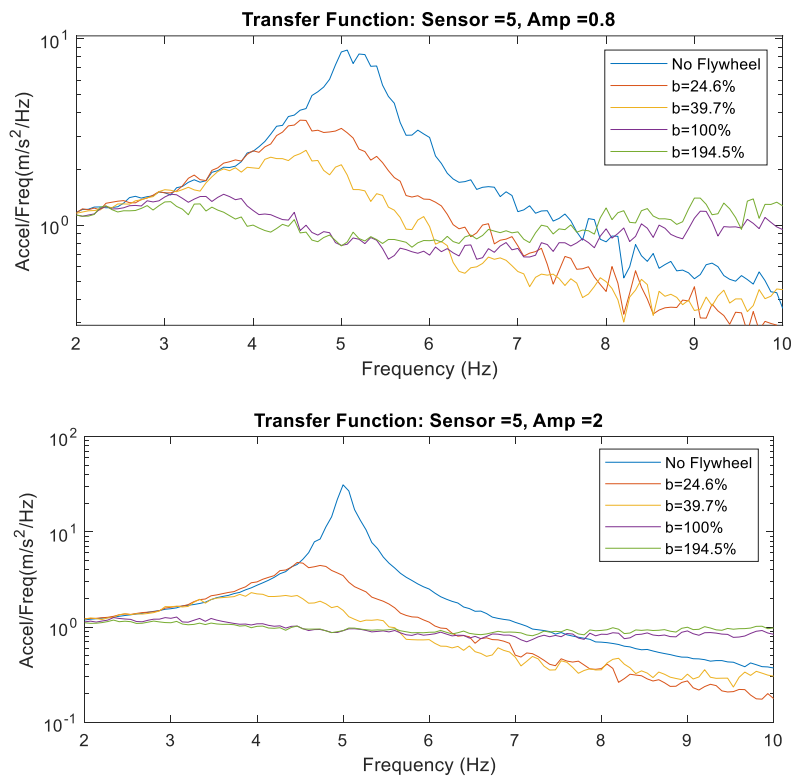 Transfer Function: Sensor =5, Amp =0.8
10^1
10^0
Accel/Freq(m/s^2/Hz)
No Flywheel
b=24.6%
b=39.7%
b=100%
b=194.5%
2 3 4 5 6 7 8 9 10
Frequency (Hz)
Transfer Function: Sensor =5, Amp =2
10^2
10^1
10^0
10^-1
Accel/Freq(m/s^2/Hz)
No Flywheel
b=24.6%
b=39.7%
b=100%
b=194.5%
2 3 4 5 6 7 8 9 10
Frequency (Hz)